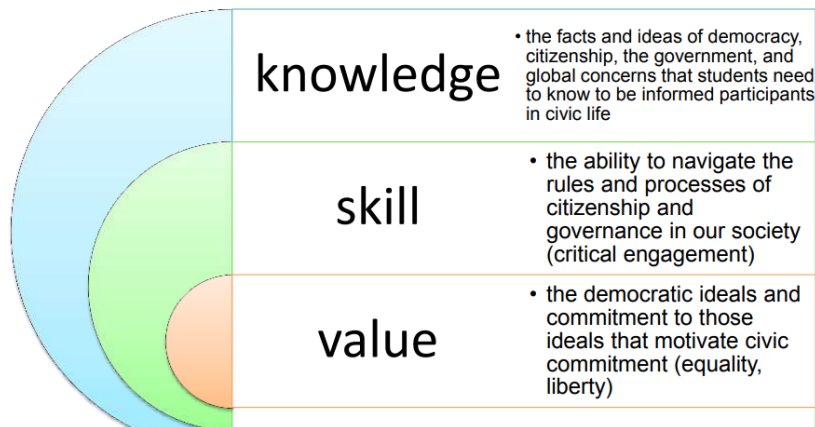 knowledge
• the facts and ideas of democracy,
citizenship, the government, and
global concerns that students need
to know to be informed participants
in civic life
skill
• the ability to navigate the
rules and processes of
citizenship and
governance in our society
(critical engagement)
value
• the democratic ideals and
commitment to those
ideals that motivate civic
commitment (equality,
liberty)